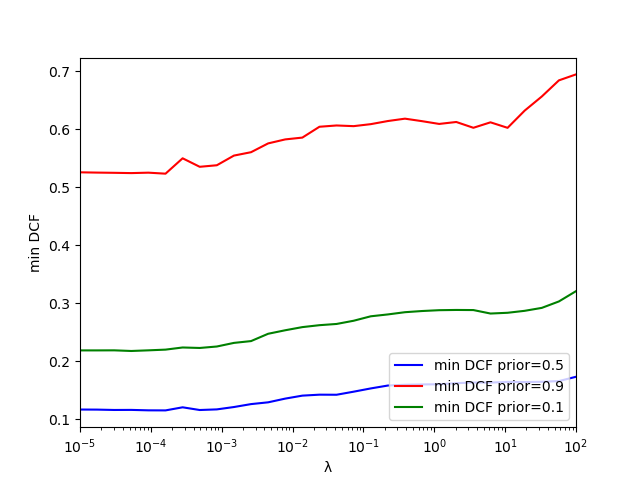 0.7
0.6
0.5
0.4
0.3
0.2
0.1
min DCF
min DCF prior=0.5
min DCF prior=0.9
min DCF prior=0.1
10⁻⁵ 10⁻⁴ 10⁻³ 10⁻² 10⁻¹ 10⁰ 10¹ 10²
λ